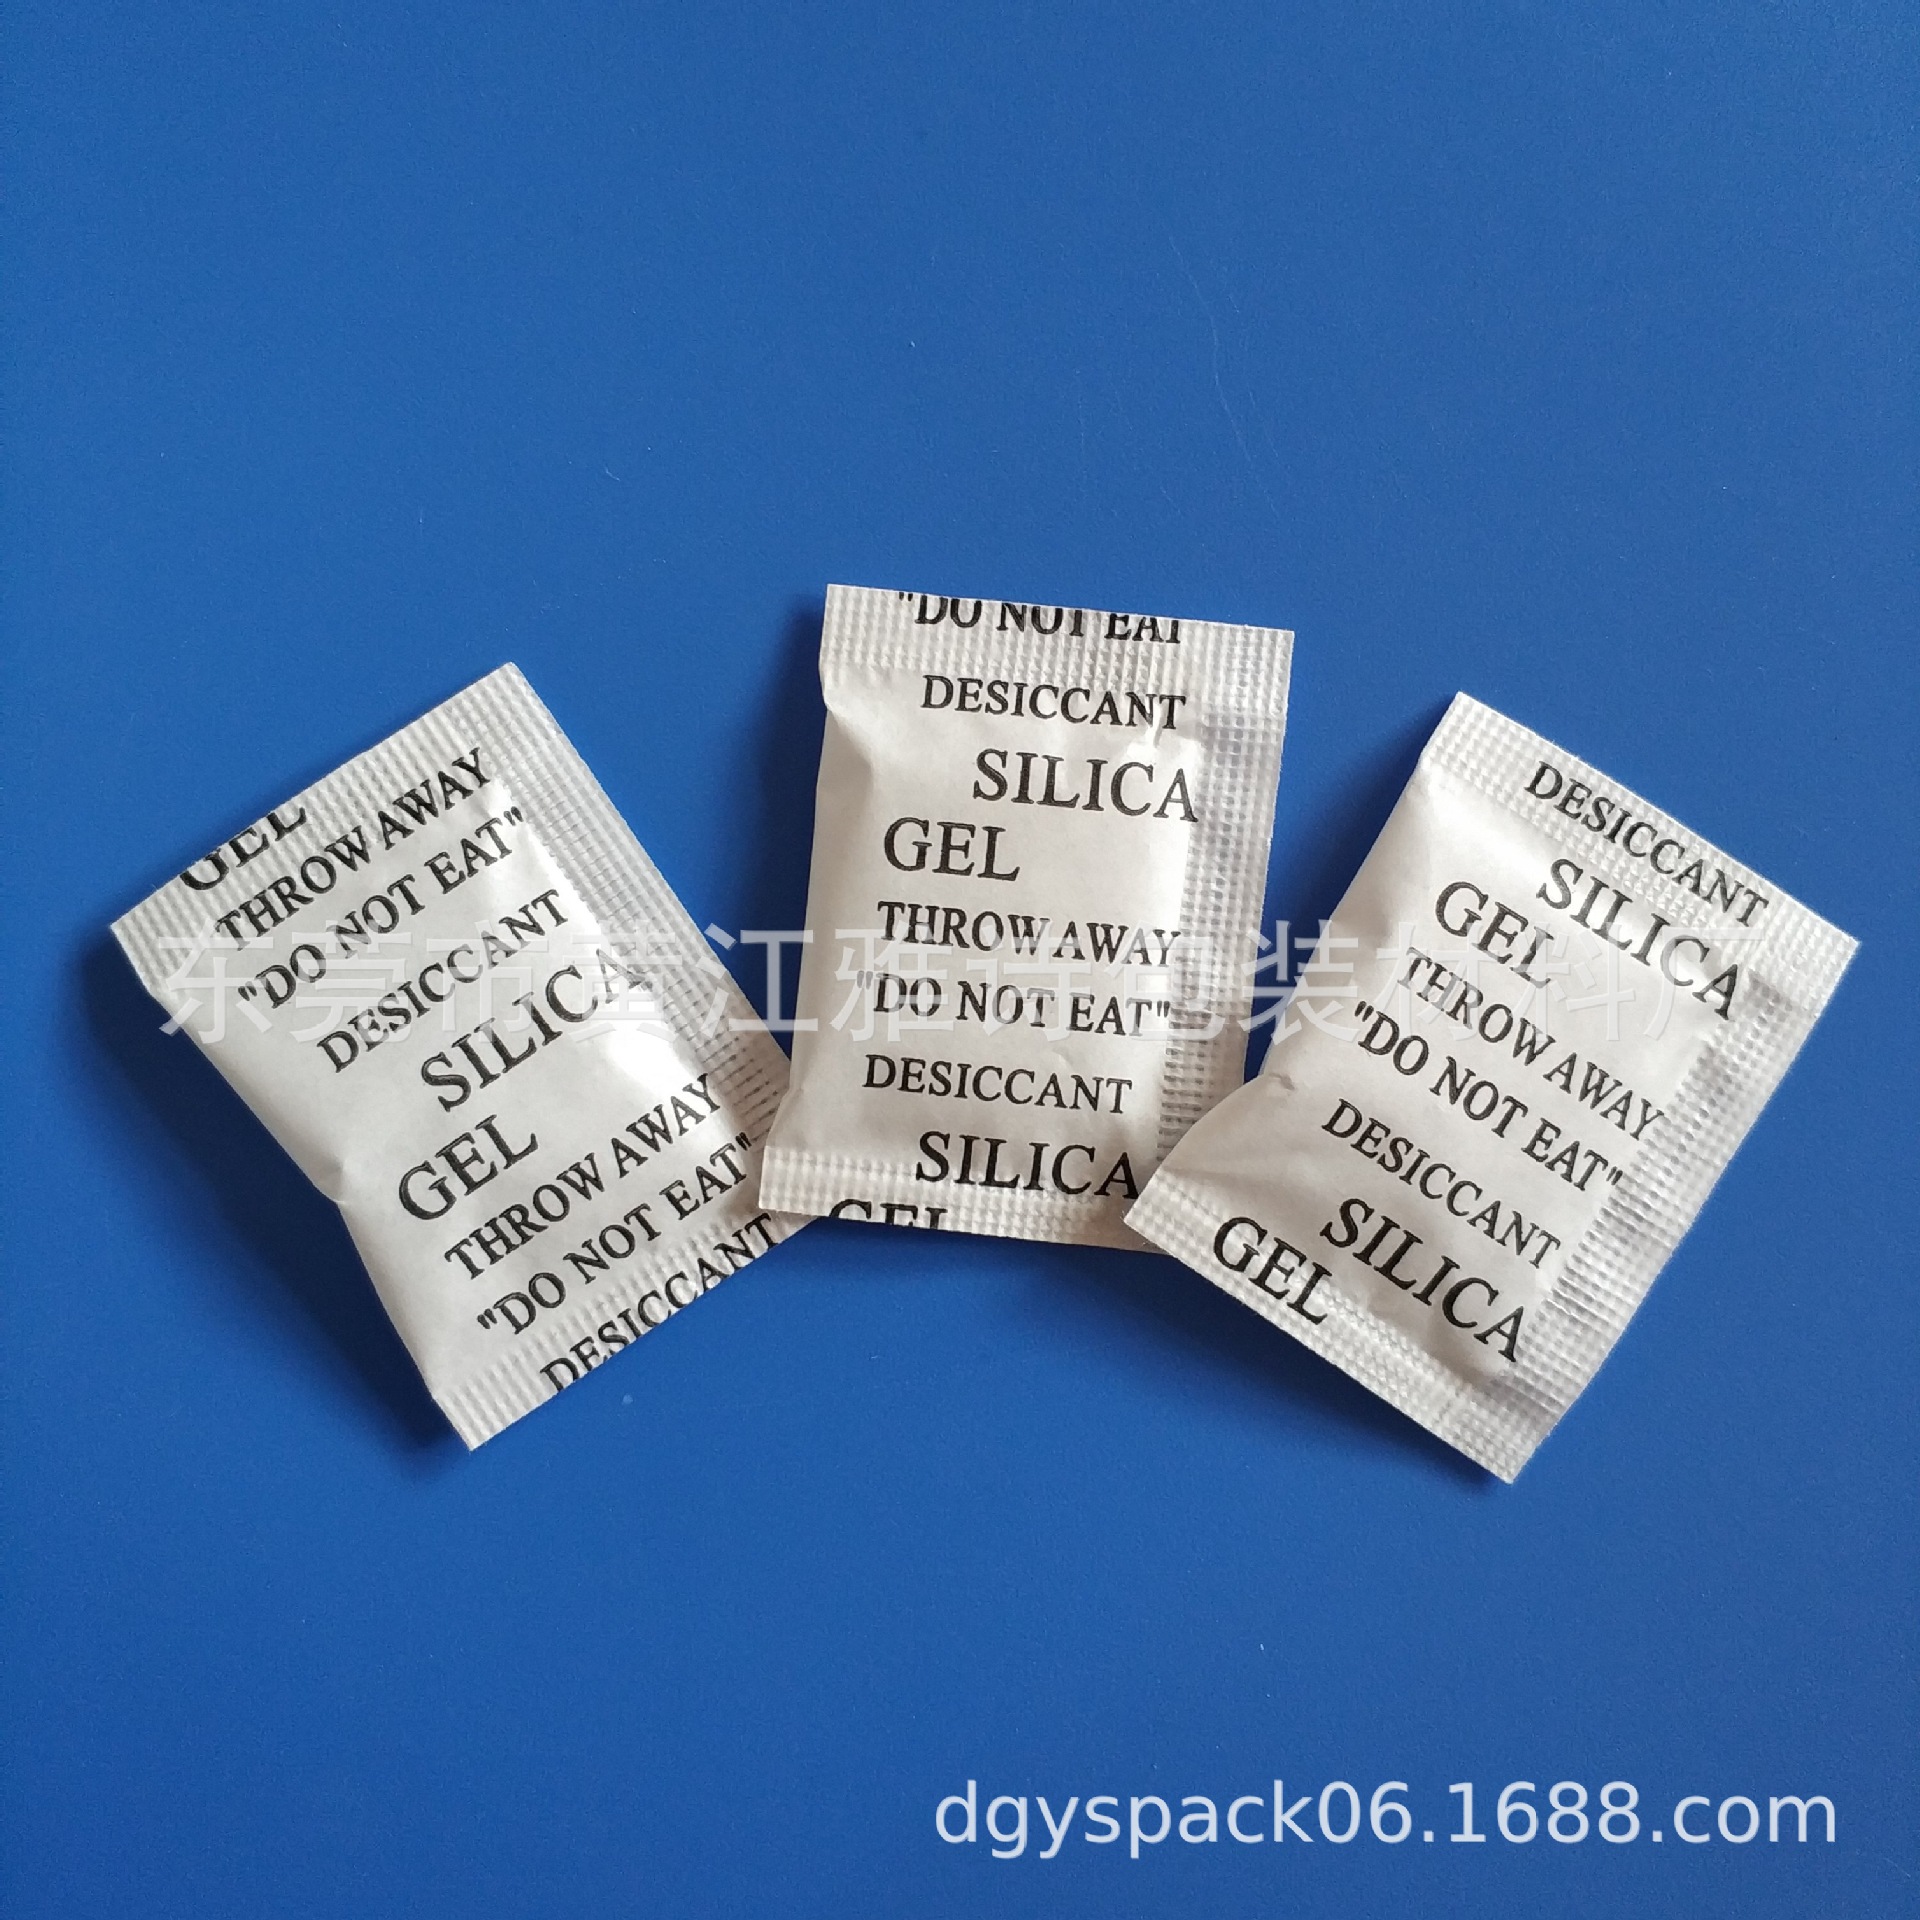 GEL
THROW AWAY
"DO NOT EAT"
DESICCANT
SILICA
GEL
THROW AWAY
"DO NOT EAT"
DESICCANT
"DO NOT EAT
DESICCANT
SILICA
GEL
THROW AWAY
"DO NOT EAT"
DESICCANT
SILICA
GEL
DESICCANT
SILICA
GEL
THROW AWAY
"DO NOT EAT"
DESICCANT
SILICA
GEL
东莞市黄江雅诗包装材料厂
dgyspack06.1688.com